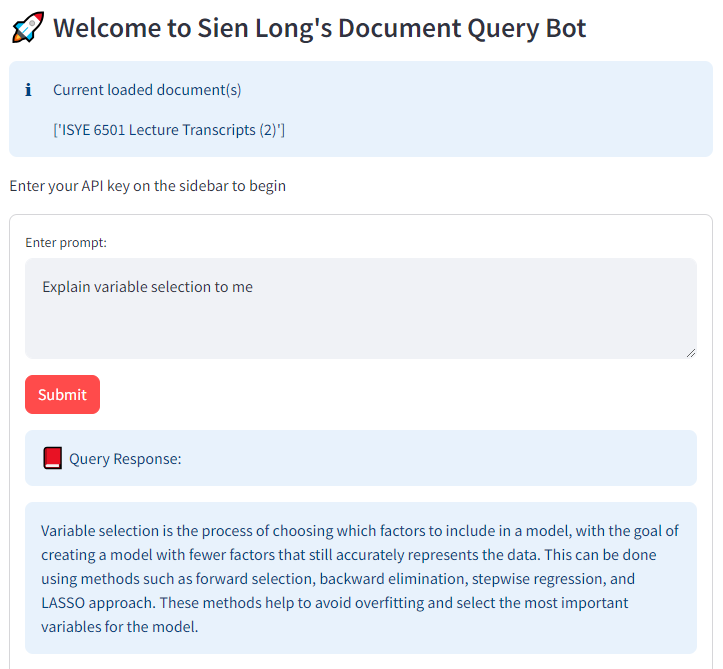 Welcome to Sien Long's Document Query Bot
Current loaded document(s)
['ISYE 6501 Lecture Transcripts (2)']
Enter your API key on the sidebar to begin
Enter prompt:
Explain variable selection to me
Submit
Query Response:
Variable selection is the process of choosing which factors to include in a model, with the goal of
creating a model with fewer factors that still accurately represents the data. This can be done
using methods such as forward selection, backward elimination, stepwise regression, and
LASSO approach. These methods help to avoid overfitting and select the most important
variables for the model.